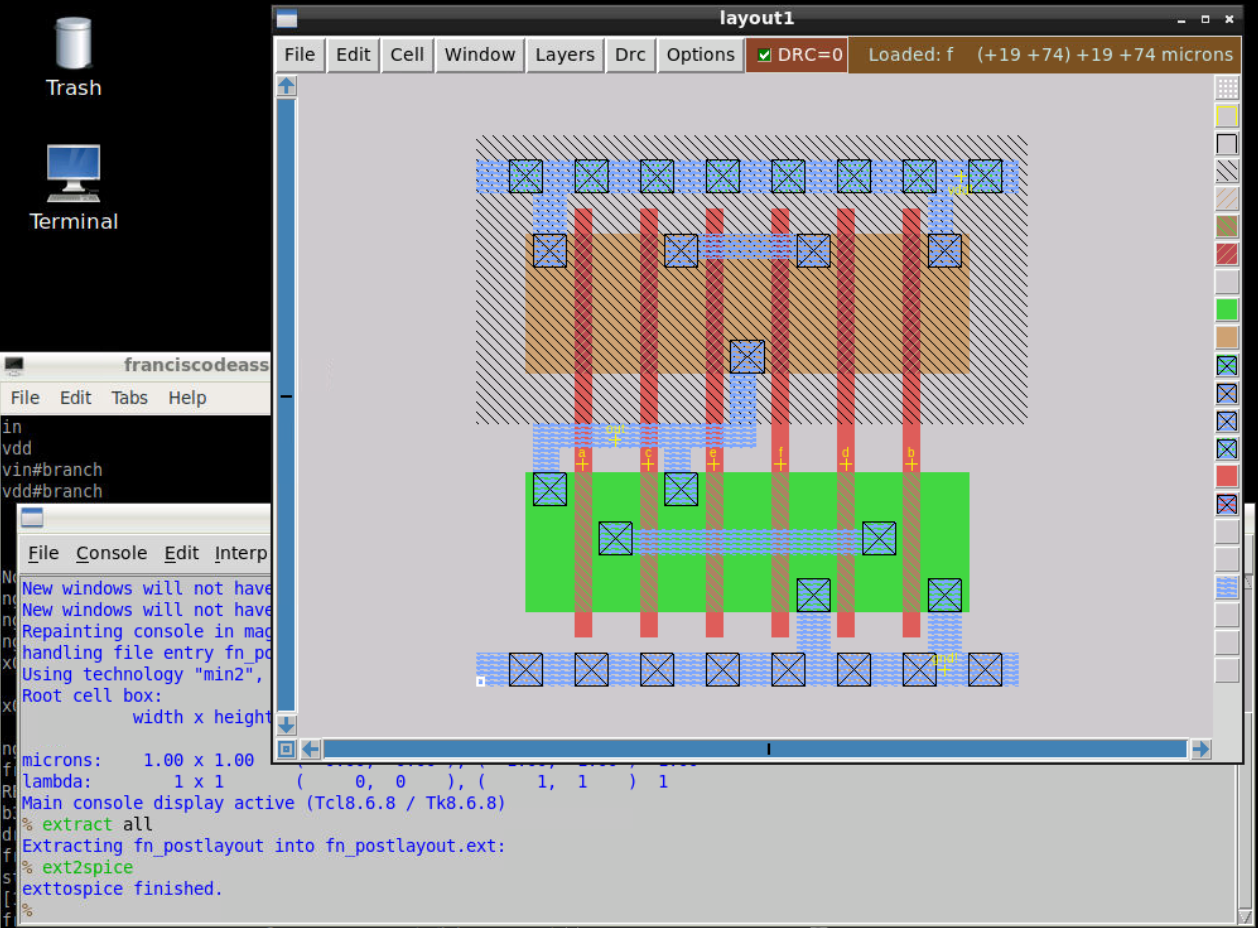 layout1
Trash
File Edit Cell Window Layers Drc Options DRC=0 Loaded: f (+19 +74) +19 +74 microns
Terminal
out
a c e f d b
franciscodeass
File Edit Tabs Help
in
vdd
vin#branch
vdd#branch
File Console Edit Interp
New windows will not have
New windows will not have
Repainting console in mag
handling file entry fn_po
Using technology "min2",
Root cell box:
width x height
microns: 1.00 x 1.00
lambda: 1 x 1 ( 0, 0 ), ( 1, 1 ) 1
Main console display active (Tcl8.6.8 / Tk8.6.8)
% extract all
Extracting fn_postlayout into fn_postlayout.ext:
% ext2spice
exttospice finished.
%